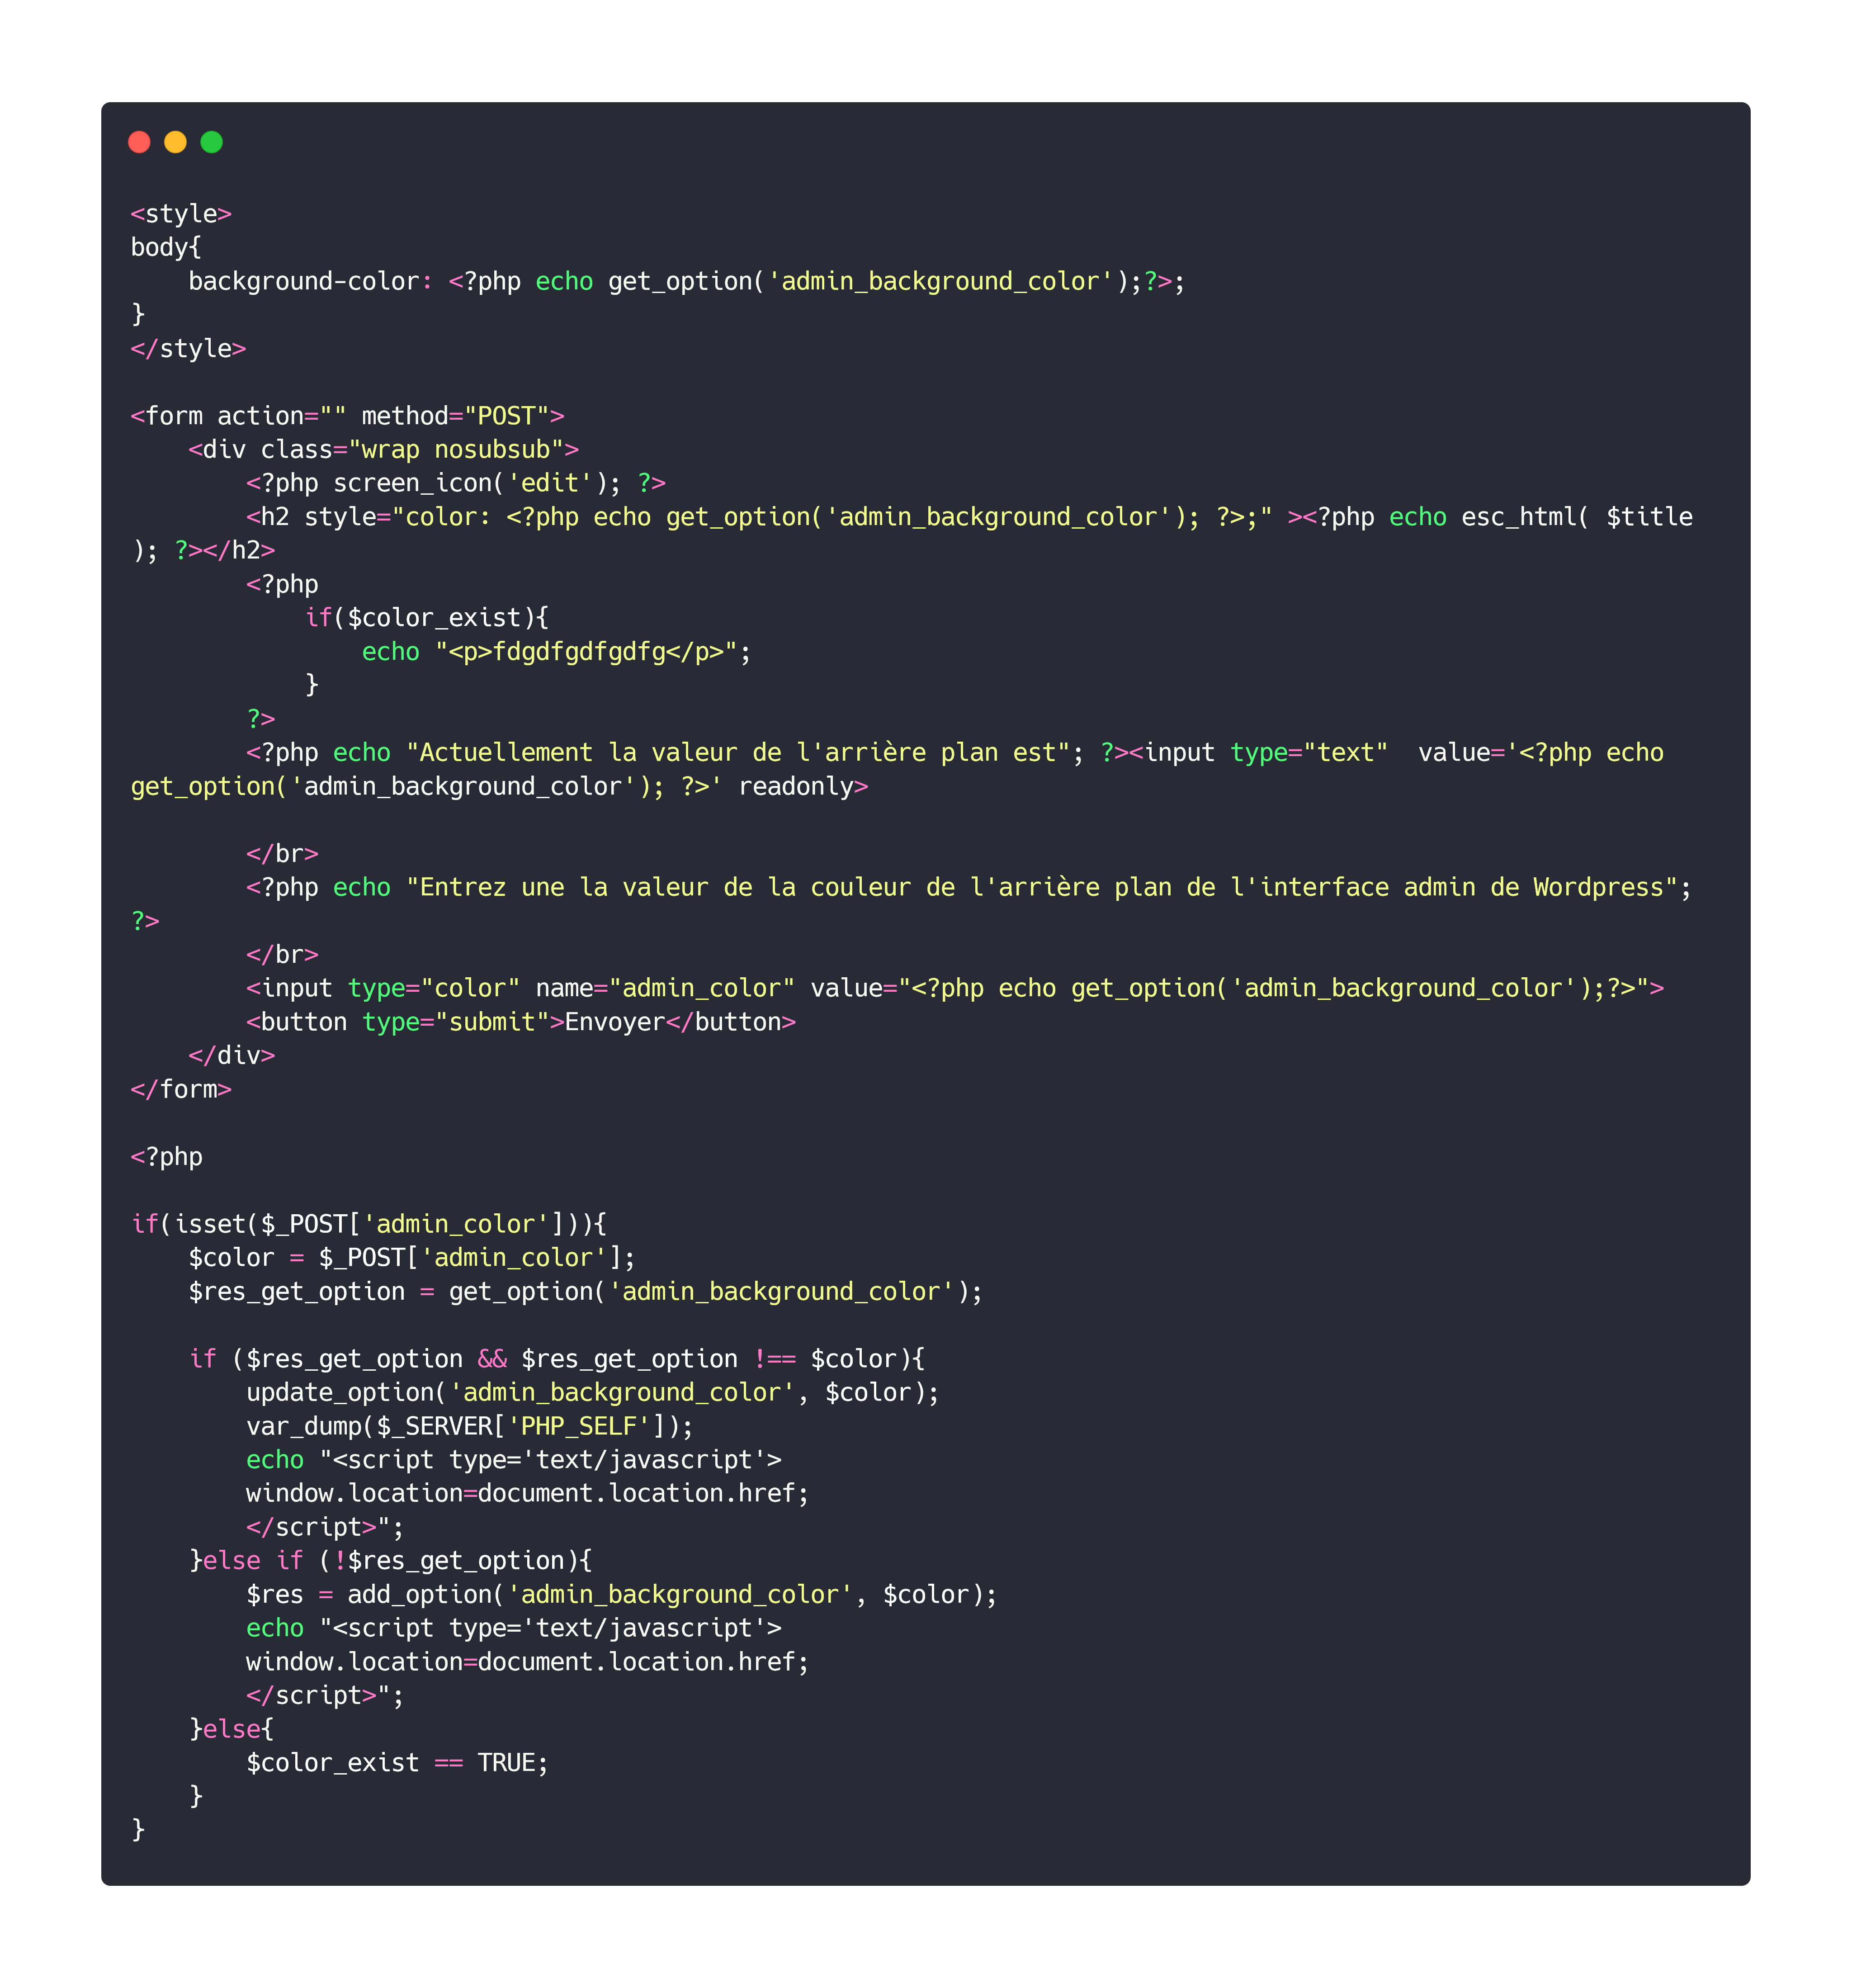 <style>
body{
    background-color: <?php echo get_option('admin_background_color');?>;
}
</style>

<form action="" method="POST">
    <div class="wrap nosubsub">
        <?php screen_icon('edit'); ?>
        <h2 style="color: <?php echo get_option('admin_background_color'); ?>;" ><?php echo esc_html( $title
); ?></h2>
        <?php
            if($color_exist){
                echo "<p>fdgdfgdfgdfg</p>";
            }
        ?>
        <?php echo "Actuellement la valeur de l'arrière plan est"; ?><input type="text"  value='<?php echo
get_option('admin_background_color'); ?>' readonly>

        </br>
        <?php echo "Entrez une la valeur de la couleur de l'arrière plan de l'interface admin de Wordpress";
?>
        </br>
        <input type="color" name="admin_color" value="<?php echo get_option('admin_background_color');?>">
        <button type="submit">Envoyer</button>
    </div>
</form>

<?php

if(isset($_POST['admin_color'])){
    $color = $_POST['admin_color'];
    $res_get_option = get_option('admin_background_color');

    if ($res_get_option && $res_get_option !== $color){
        update_option('admin_background_color', $color);
        var_dump($_SERVER['PHP_SELF']);
        echo "<script type='text/javascript'>
        window.location=document.location.href;
        </script>";
    }else if (!$res_get_option){
        $res = add_option('admin_background_color', $color);
        echo "<script type='text/javascript'>
        window.location=document.location.href;
        </script>";
    }else{
        $color_exist == TRUE;
    }
}